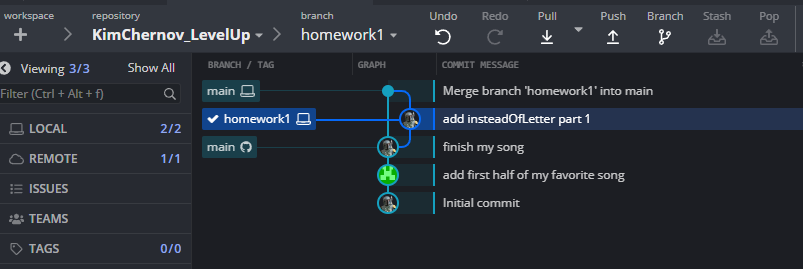 workspace
repository
branch
KimChernov_LevelUp
homework1
Undo
Redo
Pull
Push
Branch
Stash
Pop
Viewing 3/3
Show All
Filter (Ctrl + Alt + f)
LOCAL
2/2
REMOTE
1/1
ISSUES
TEAMS
TAGS
0/0
BRANCH / TAG
GRAPH
COMMIT MESSAGE
main
Merge branch 'homework1' into main
homework1
add insteadOfLetter part 1
main
finish my song
add first half of my favorite song
Initial commit